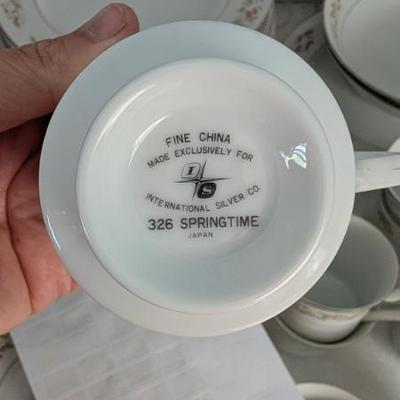 FINE CHINA
MADE EXCLUSIVELY FOR
I S
INTERNATIONAL SILVER CO.
326 SPRINGTIME
JAPAN